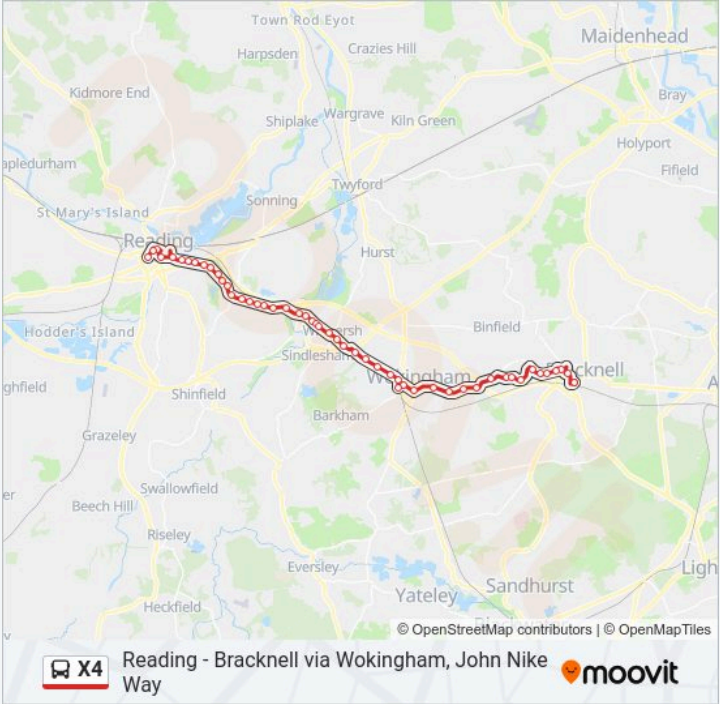 Town Rod Eyot
Maidenhead
Harpsden
Crazies Hill
Kidmore End
Bray
Wargrave
Shiplake
Kiln Green
Holyport
apledurham
Fifield
Twyford
Sonning
St Mary's Island
Reading
Hurst
Hodder's Island
Binfield
Sindlesham
Wokingham
cknell
A
ghfield
Shinfield
Barkham
Grazeley
Swallowfield
er
Beech Hill
Riseley
Eversley
Ligh
Sandhurst
Yateley
Heckfield
© OpenStreetMap contributors | © OpenMapTiles
X4
Reading - Bracknell via Wokingham, John Nike
Way
moovit